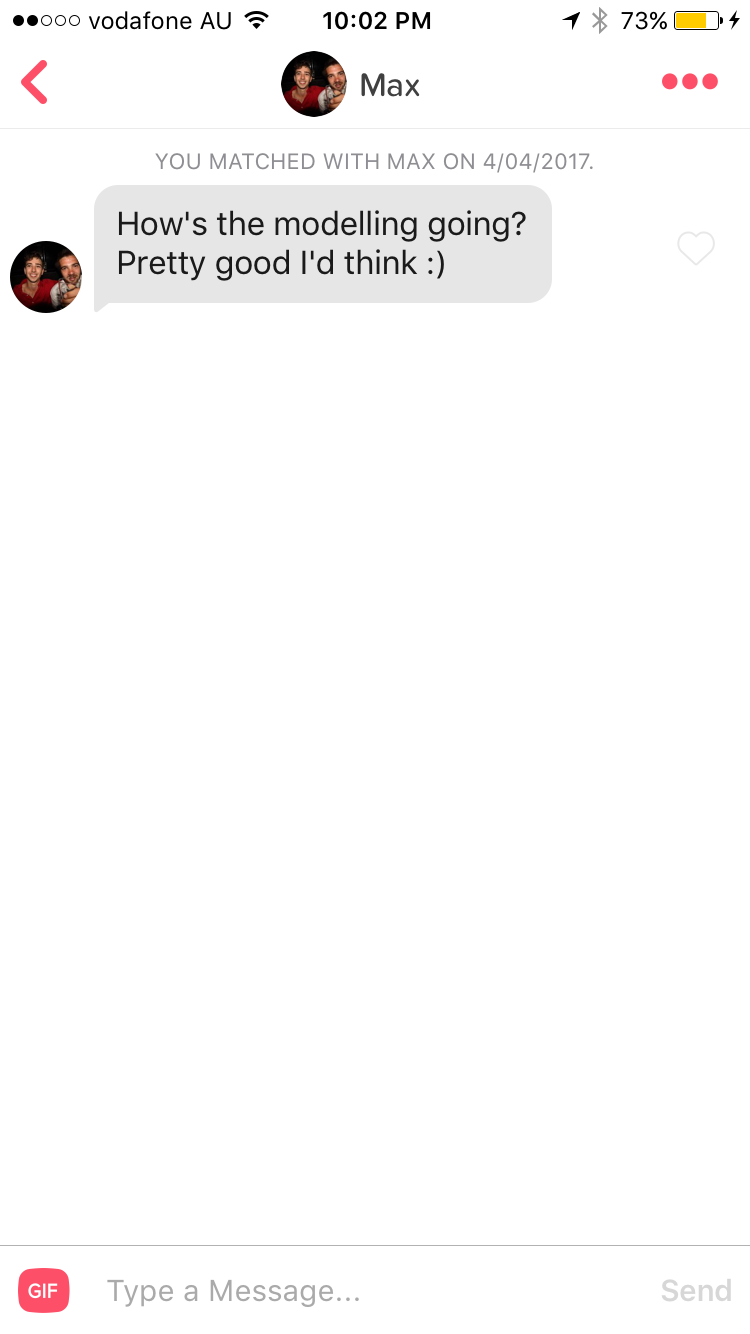 vodafone AU 10:02 PM 73%
Max
YOU MATCHED WITH MAX ON 4/04/2017.
How's the modelling going?
Pretty good I'd think :)
GIF Type a Message... Send